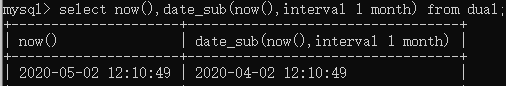 mysql> select now(),date_sub(now(),interval 1 month) from dual;
+---------------------+----------------------------------+
| now()               | date_sub(now(),interval 1 month) |
+---------------------+----------------------------------+
| 2020-05-02 12:10:49 | 2020-04-02 12:10:49              |